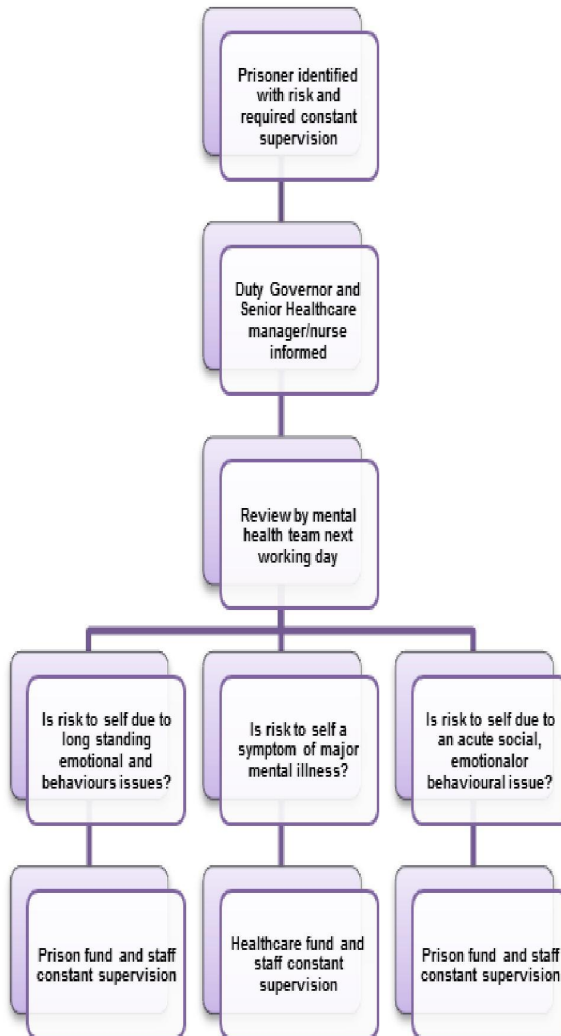 Prisoner identified
with risk and
required constant
supervision
Duty Governor and
Senior Healthcare
manager/nurse
informed
Review by mental
health team next
working day
Is risk to self due to
long standing
emotional and
behaviours issues?
Is risk to self a
symptom of major
mental illness?
Is risk to self due to
an acute social,
emotionalor
behavioural issue?
Prison fund and staff
constant supervision
Healthcare fund and
staff constant
supervision
Prison fund and staff
constant supervision